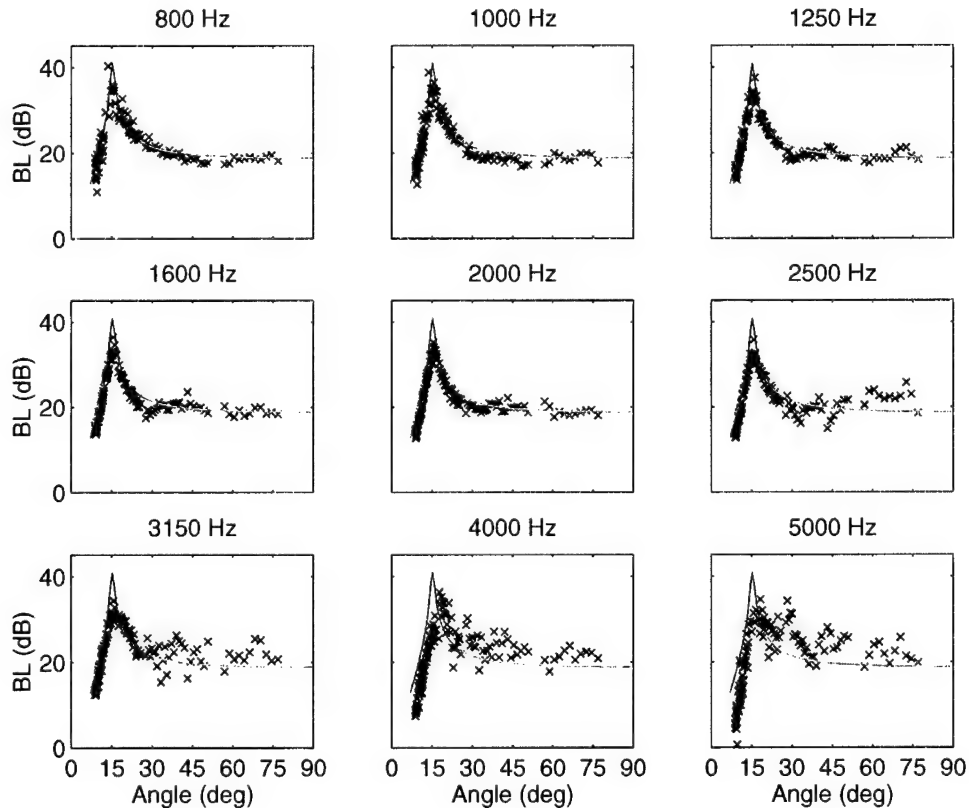 800 Hz
1000 Hz
1250 Hz
40
20
0
BL (dB)
1600 Hz
2000 Hz
2500 Hz
40
20
0
BL (dB)
3150 Hz
4000 Hz
5000 Hz
40
20
0
BL (dB)
0 15 30 45 60 75 90
0 15 30 45 60 75 90
0 15 30 45 60 75 90
Angle (deg)
Angle (deg)
Angle (deg)